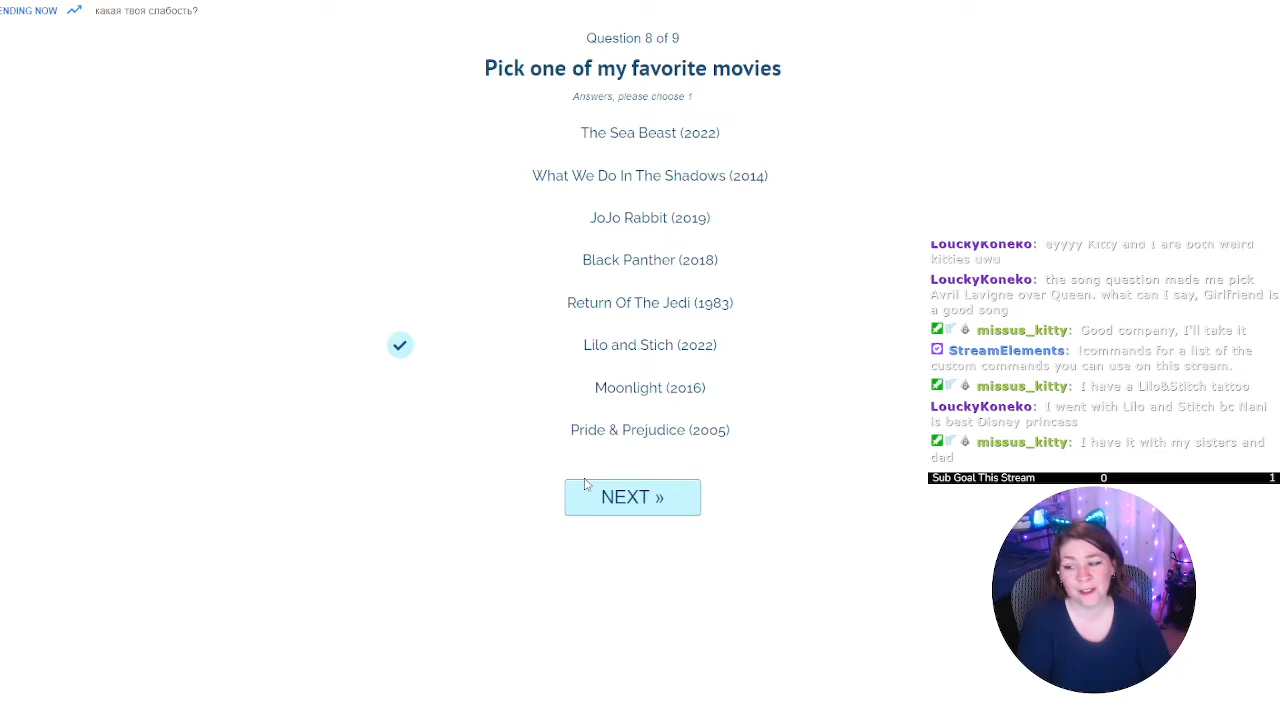 ENDING NOW какая твоя слабость?
Question 8 of 9
Pick one of my favorite movies
Answers, please choose 1
The Sea Beast (2022)
What We Do In The Shadows (2014)
JoJo Rabbit (2019)
Black Panther (2018)
Return Of The Jedi (1983)
Lilo and Stich (2022)
Moonlight (2016)
Pride & Prejudice (2005)
NEXT »
LouckyKoneko: eyyyy Kitty and I are both weird
kitties uwu
LouckyKoneko: the song question made me pick
Avril Lavigne over Queen. what can I say, Girlfriend is
a good song
missus_kitty: Good company, I'll take it
StreamElements: !commands for a list of the
custom commands you can use on this stream.
missus_kitty: I have a Lilo&Stitch tattoo
LouckyKoneko: I went with Lilo and Stitch bc Nani
is best Disney princess
missus_kitty: I have it with my sisters and
dad
Sub Goal This Stream 0 1